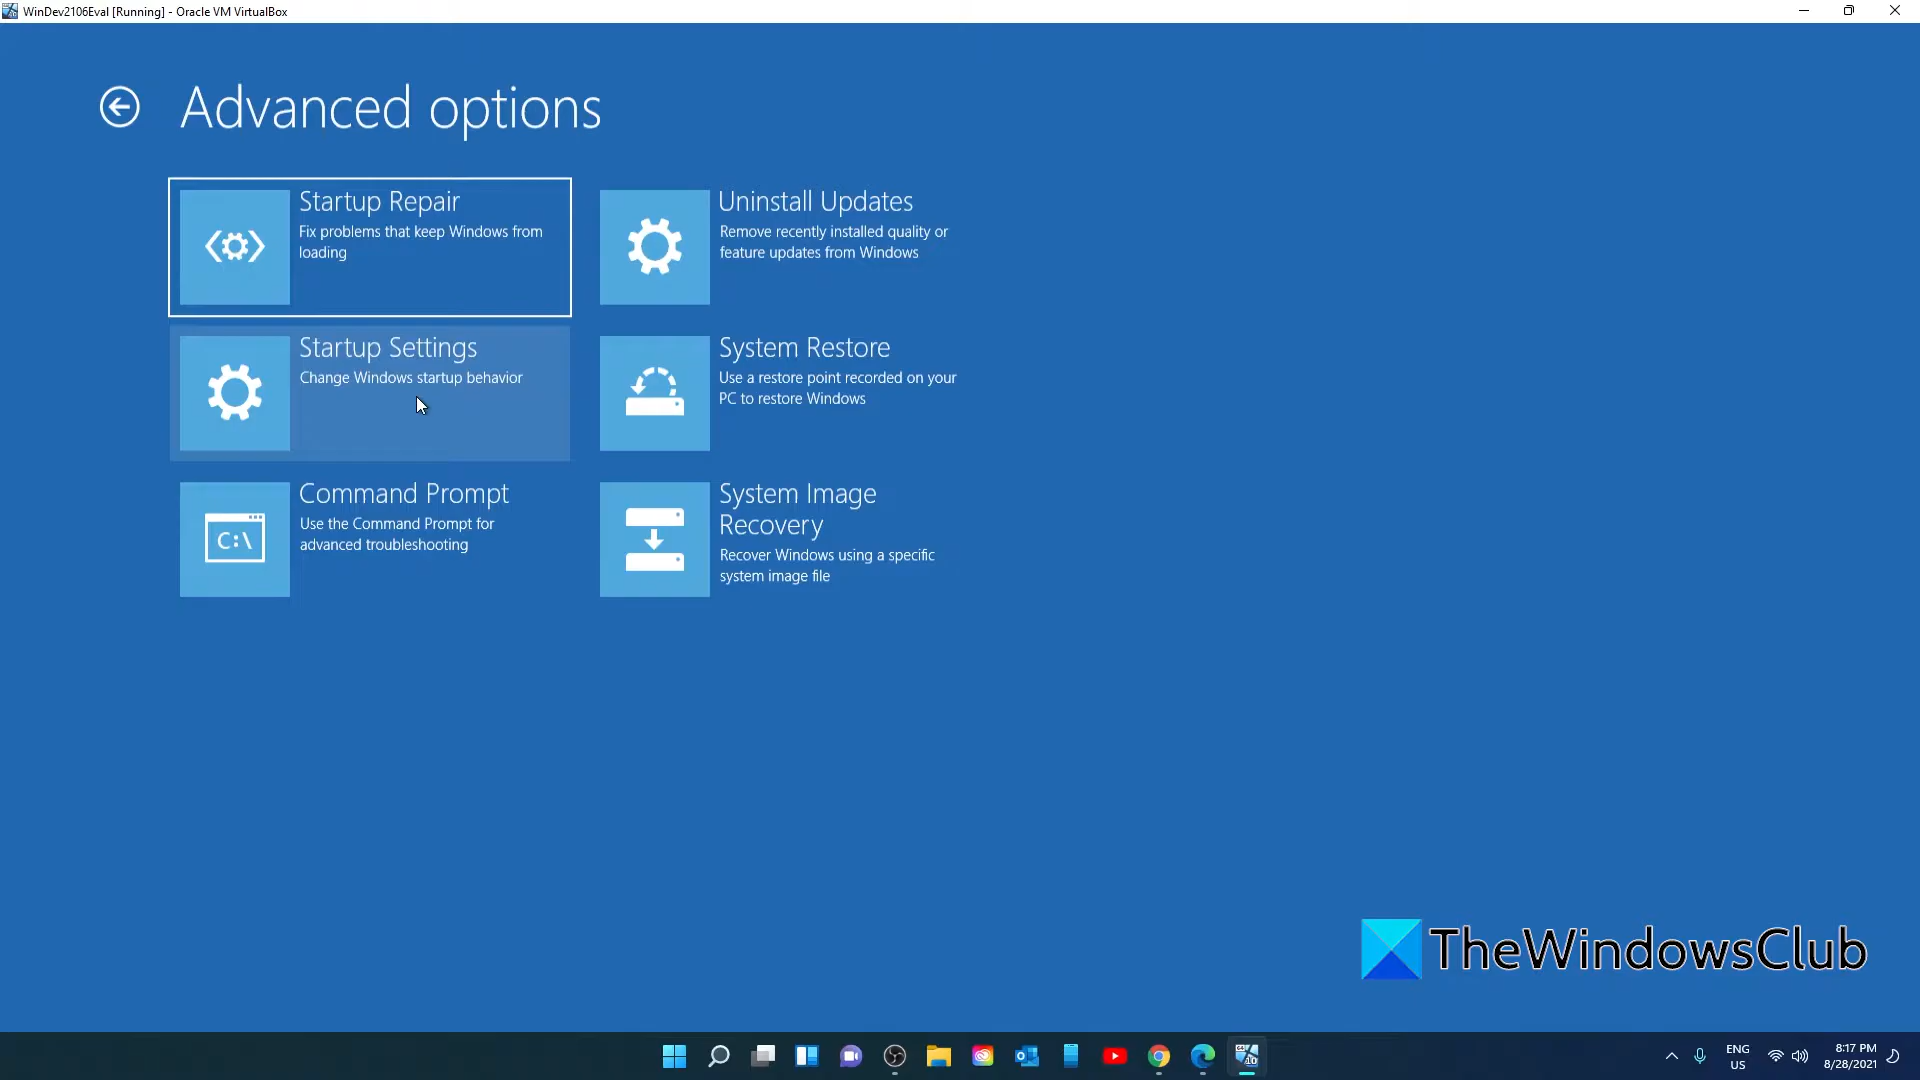 WinDev2106Eval [Running] - Oracle VM VirtualBox
Advanced options
Startup Repair
Fix problems that keep Windows from
loading
Uninstall Updates
Remove recently installed quality or
feature updates from Windows
Startup Settings
Change Windows startup behavior
System Restore
Use a restore point recorded on your
PC to restore Windows
Command Prompt
Use the Command Prompt for
advanced troubleshooting
C:\
System Image
Recovery
Recover Windows using a specific
system image file
TheWindowsClub
ENG
US
8:17 PM
8/28/2021